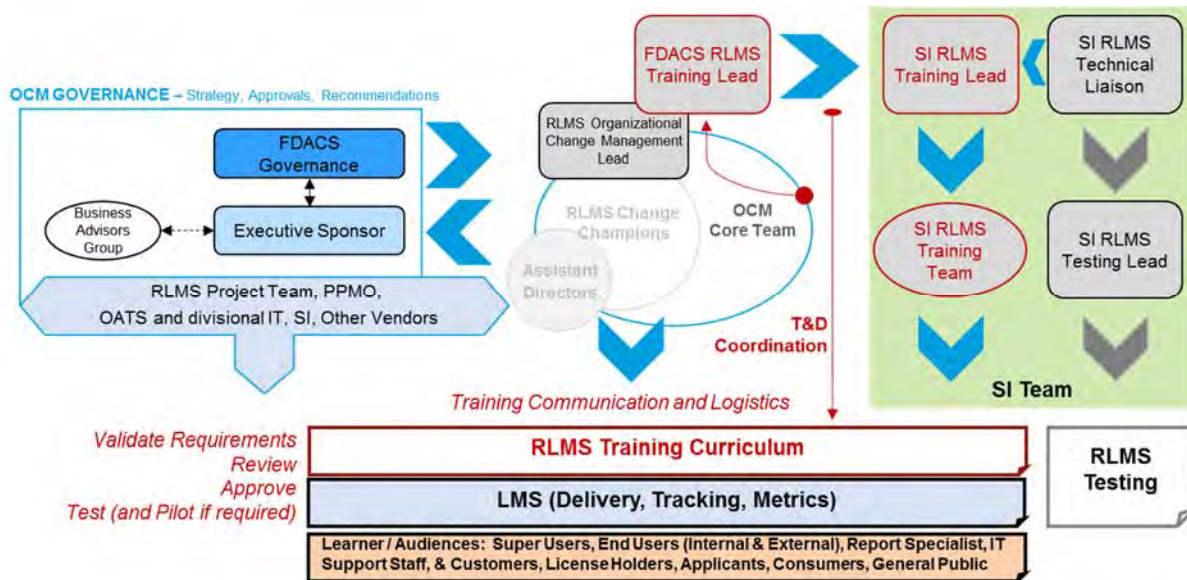 OCM GOVERNANCE – Strategy, Approvals, Recommendations
FDACS
Governance
Business
Advisors
Group
Executive Sponsor
RLMS Project Team, PPMO,
OATS and divisional IT, SI, Other Vendors
FDACS RLMS
Training Lead
RLMS Organizational
Change Management
Lead
RLMS Change
Champions
Assistant
Directors
OCM
Core Team
T&D
Coordination
SI RLMS
Training Lead
SI RLMS
Technical
Liaison
SI RLMS
Training
Team
SI RLMS
Testing Lead
SI Team
Training Communication and Logistics
Validate Requirements
Review
Approve
Test (and Pilot if required)
RLMS Training Curriculum
LMS (Delivery, Tracking, Metrics)
Learner / Audiences: Super Users, End Users (Internal & External), Report Specialist, IT
Support Staff, & Customers, License Holders, Applicants, Consumers, General Public
RLMS
Testing